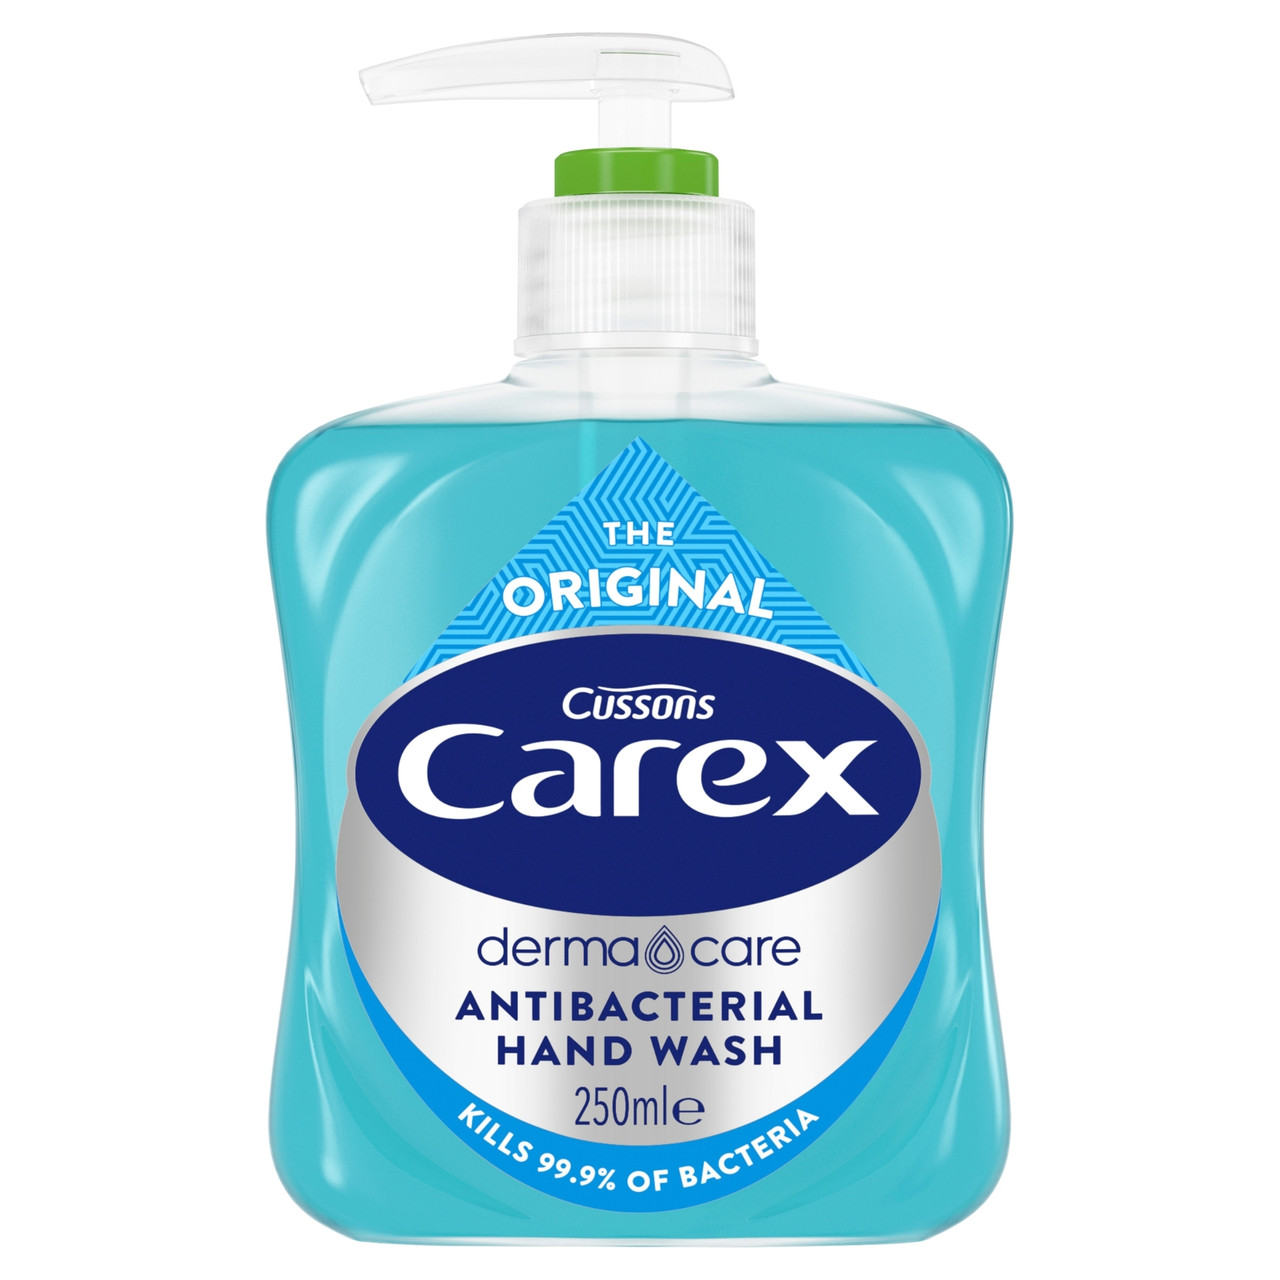 THE
ORIGINAL
Cussons
Carex
derma care
ANTIBACTERIAL
HAND WASH
250ml℮
KILLS 99.9% OF BACTERIA